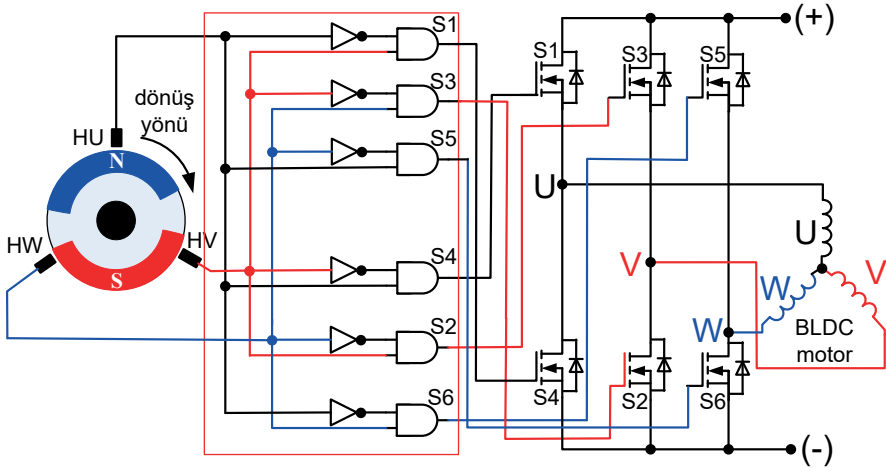 dönüş
yönü
HU
N
HW
HV
S
S1
S3
S5
S4
S2
S6
S1
S3
S5
(+)
U
V
W
S4
S2
S6
(-)
U
W
V
BLDC
motor